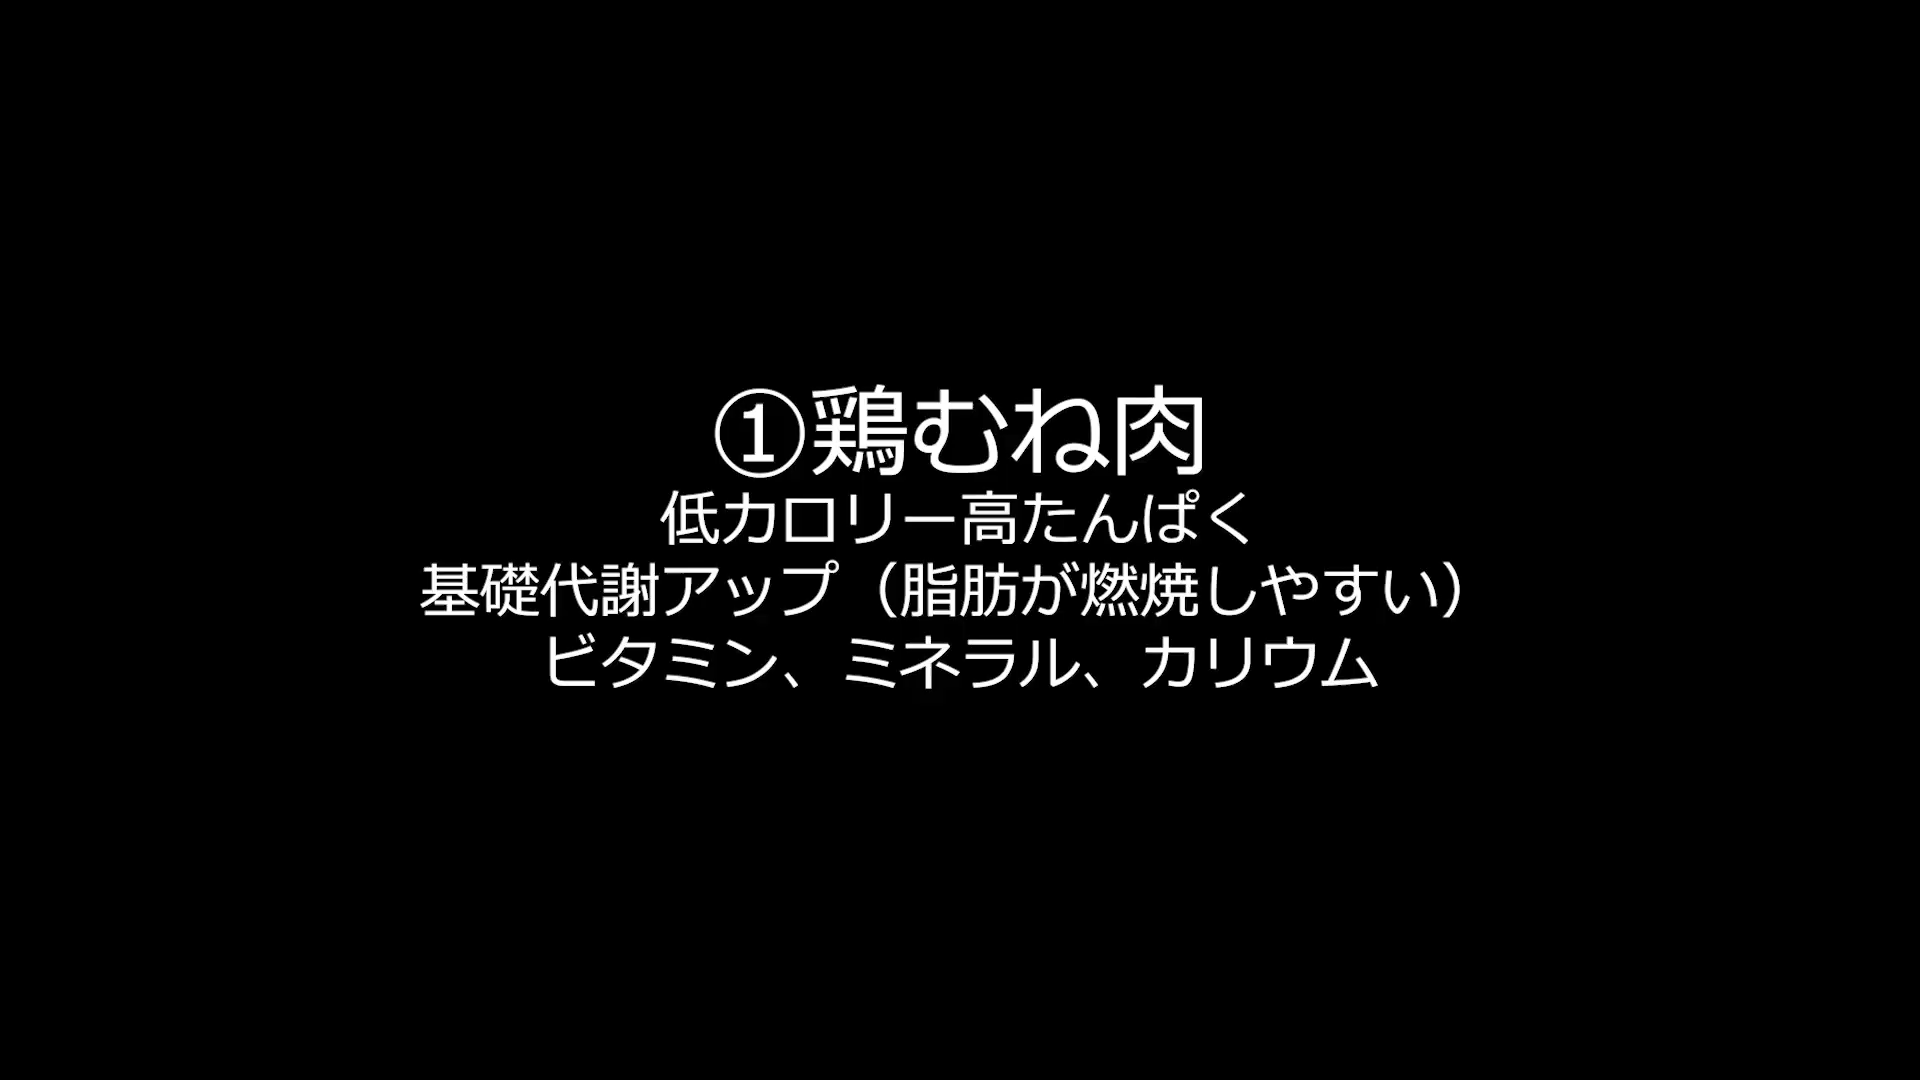 ①鶏むね肉
低カロリー高たんぱく
基礎代謝アップ（脂肪が燃焼しやすい）
ビタミン、ミネラル、カリウム